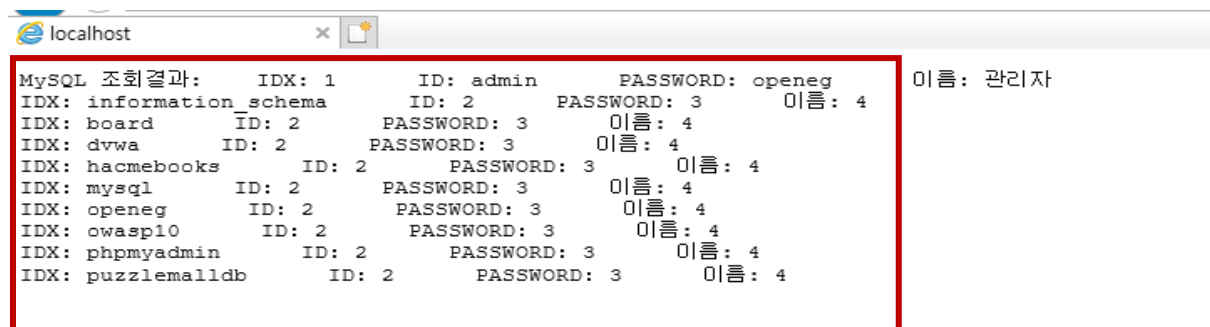 localhost
MySQL 조회결과: IDX: 1 ID: admin PASSWORD: openeg 이름: 관리자
IDX: information_schema ID: 2 PASSWORD: 3 이름: 4
IDX: board ID: 2 PASSWORD: 3 이름: 4
IDX: dvwa ID: 2 PASSWORD: 3 이름: 4
IDX: hacmebooks ID: 2 PASSWORD: 3 이름: 4
IDX: mysql ID: 2 PASSWORD: 3 이름: 4
IDX: openeg ID: 2 PASSWORD: 3 이름: 4
IDX: owasp10 ID: 2 PASSWORD: 3 이름: 4
IDX: phpmyadmin ID: 2 PASSWORD: 3 이름: 4
IDX: puzzlemalldb ID: 2 PASSWORD: 3 이름: 4